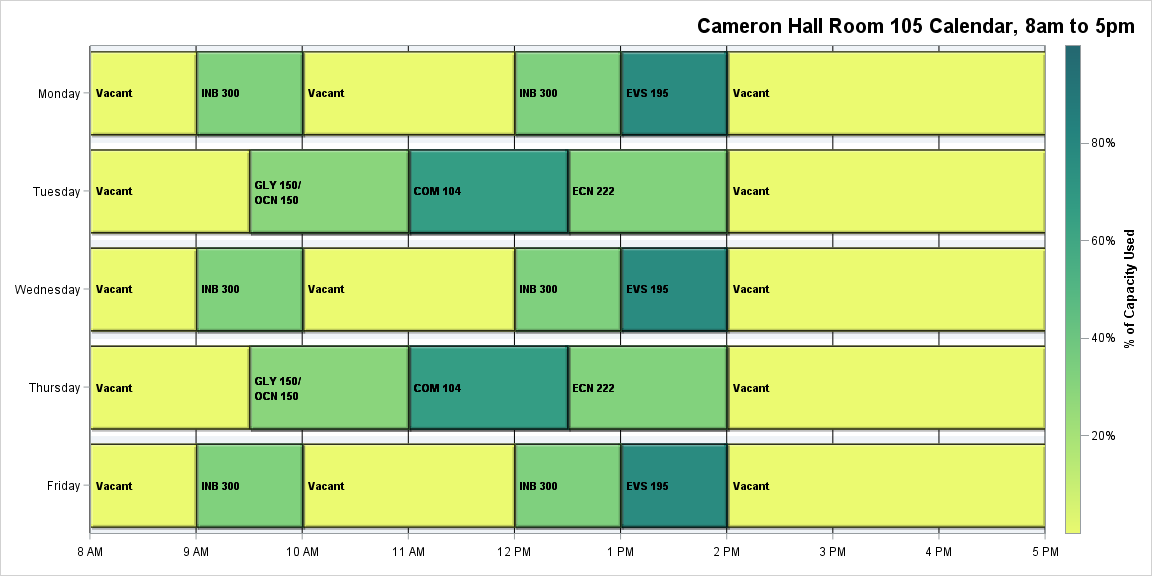 Cameron Hall Room 105 Calendar, 8am to 5pm
Monday
Vacant
INB 300
Vacant
INB 300
EVS 195
Vacant
Tuesday
Vacant
GLY 150/
OCN 150
COM 104
ECN 222
Vacant
Wednesday
Vacant
INB 300
Vacant
INB 300
EVS 195
Vacant
Thursday
Vacant
GLY 150/
OCN 150
COM 104
ECN 222
Vacant
Friday
Vacant
INB 300
Vacant
INB 300
EVS 195
Vacant
8 AM
9 AM
10 AM
11 AM
12 PM
1 PM
2 PM
3 PM
4 PM
5 PM
80%
60%
40%
20%
% of Capacity Used